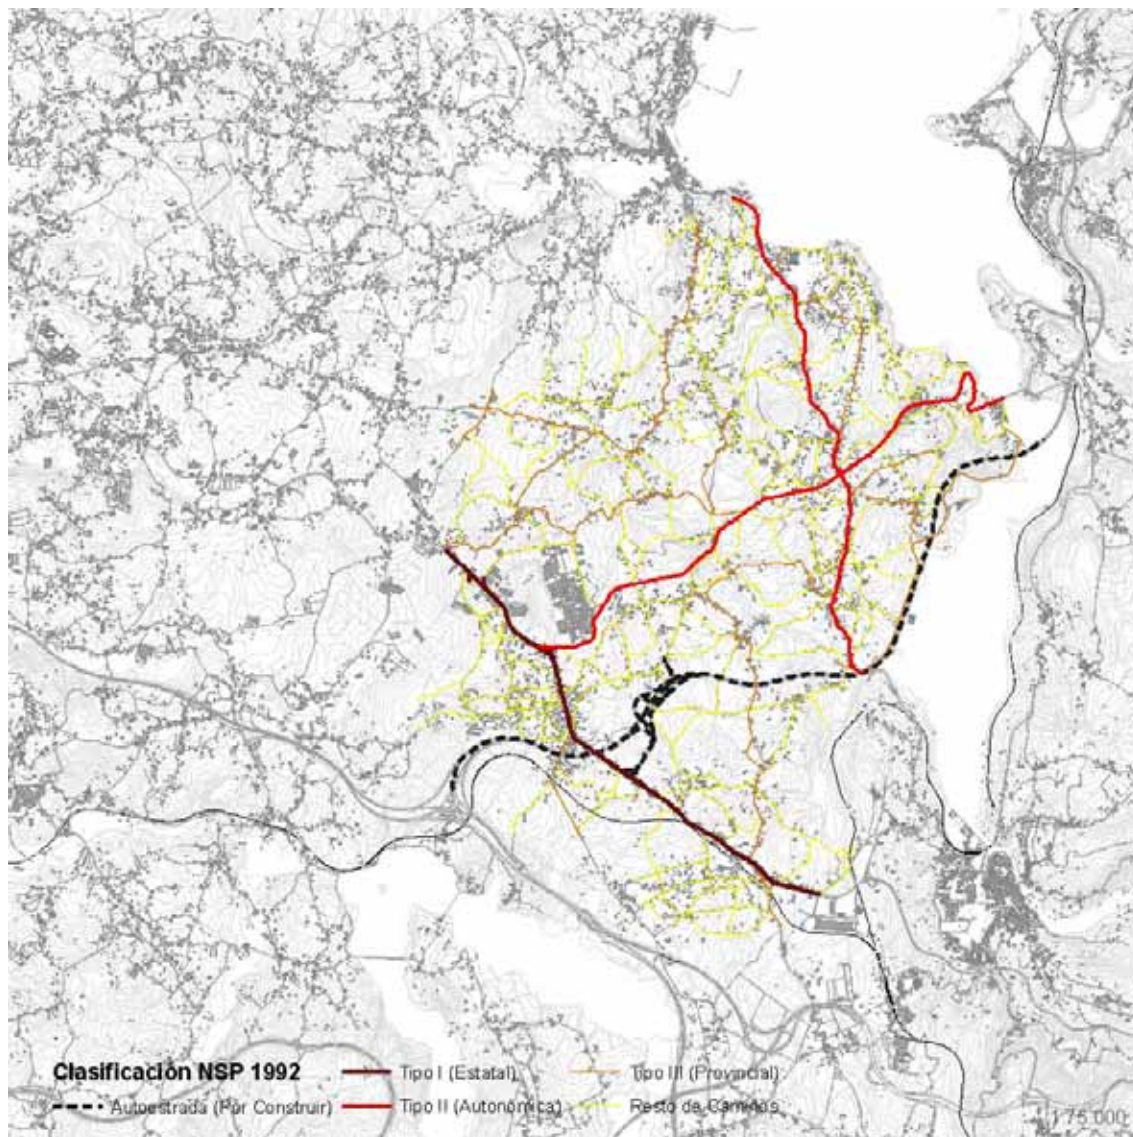 Clasificación NSP 1992 Tipo I (Estatal) Tipo III (Provincial)
Autoestrada (Por Construir) Tipo II (Autonómica) Resto de Camiños
1:75.000